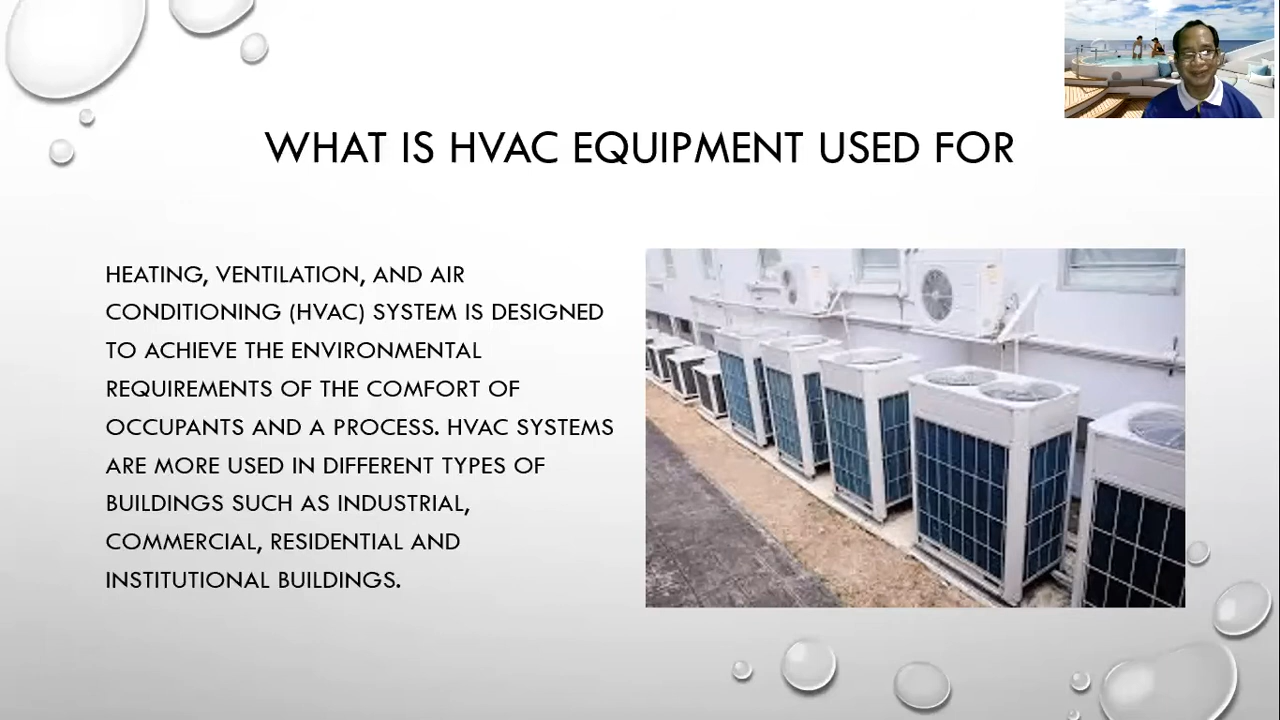 WHAT IS HVAC EQUIPMENT USED FOR
HEATING, VENTILATION, AND AIR
CONDITIONING (HVAC) SYSTEM IS DESIGNED
TO ACHIEVE THE ENVIRONMENTAL
REQUIREMENTS OF THE COMFORT OF
OCCUPANTS AND A PROCESS. HVAC SYSTEMS
ARE MORE USED IN DIFFERENT TYPES OF
BUILDINGS SUCH AS INDUSTRIAL,
COMMERCIAL, RESIDENTIAL AND
INSTITUTIONAL BUILDINGS.